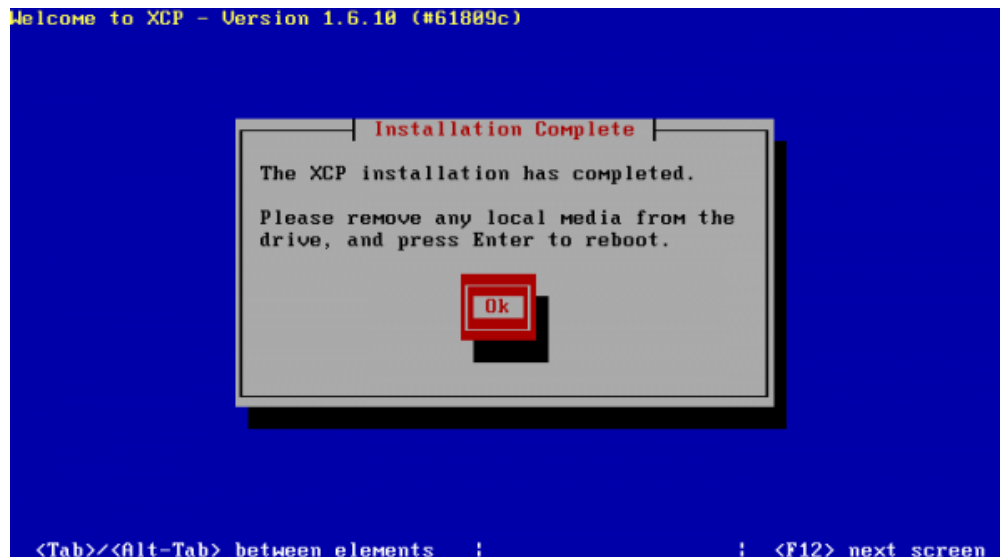 Welcome to XCP - Version 1.6.10 (#61809c)
Installation Complete
The XCP installation has completed.
Please remove any local media from the
drive, and press Enter to reboot.
Ok
<Tab>/<Alt-Tab> between elements | | <F12> next screen